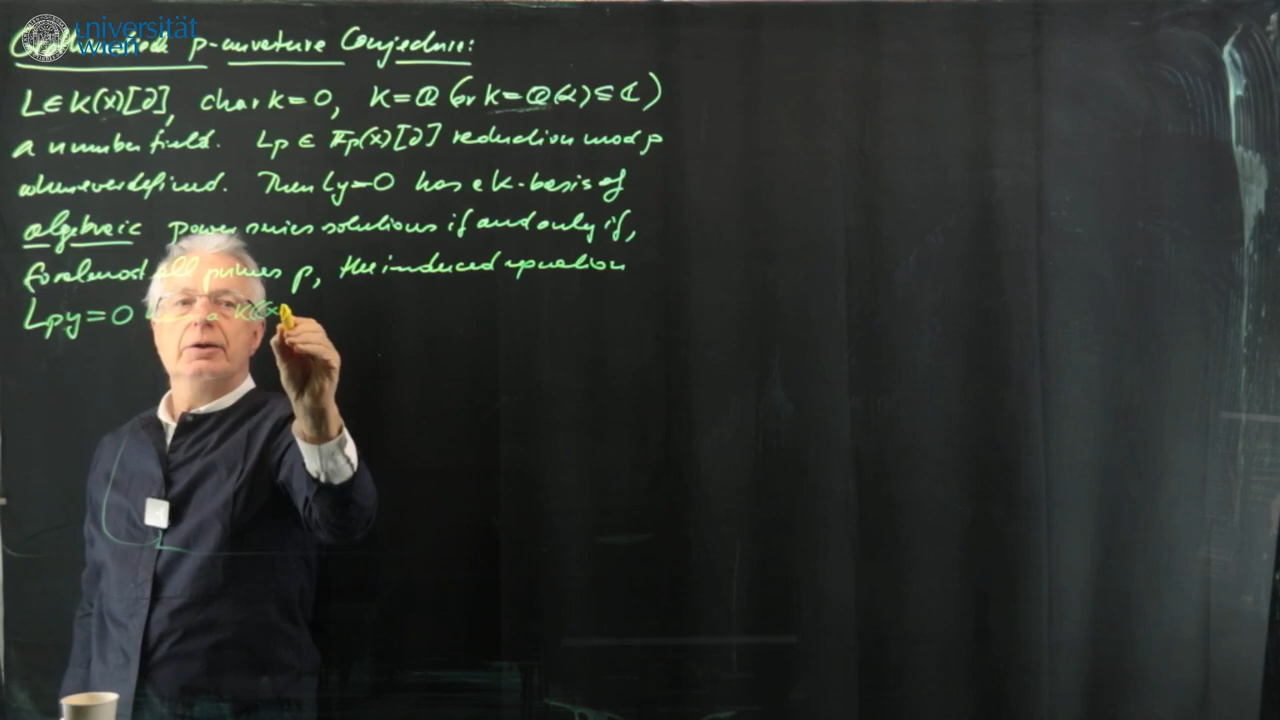 universität
wien
p-curvature Conjecture:
L∈K(x)[∂], char k=0, K=ℚ (or k=ℚ(α)⊆ℂ)
a number field. Lp ∈ 𝔽p(x)[∂] reduction mod p
whenever defined. Then Ly=0 has a k-basis of
algebraic power series solutions if and only if,
for almost all primes p, the induced equation
Lpy=0 a